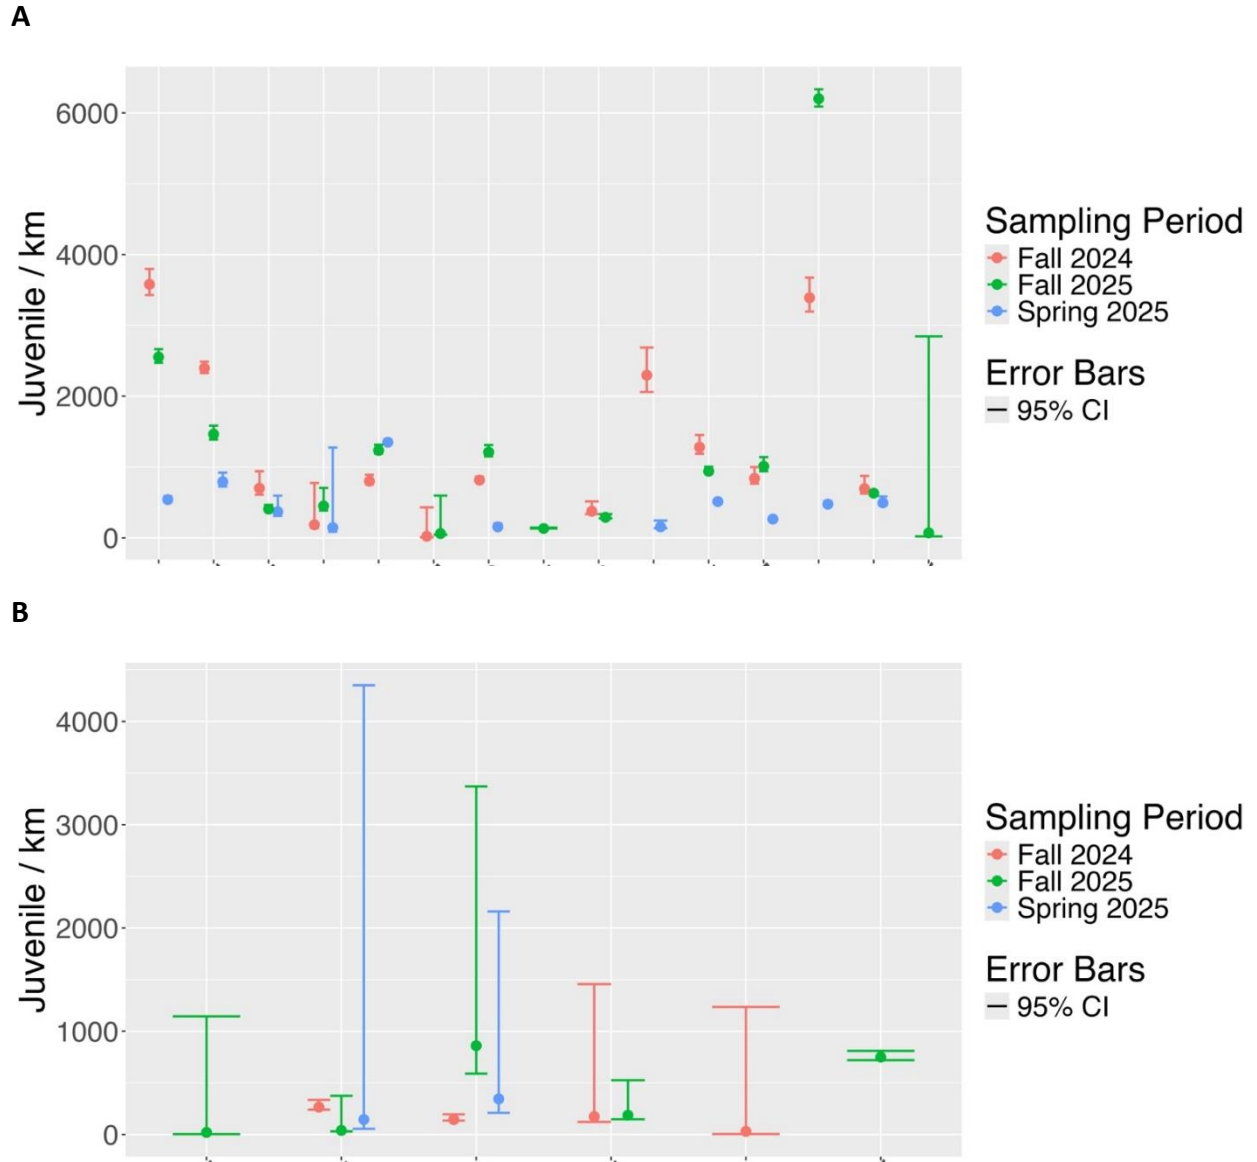 A
Juvenile / km
6000
4000
2000
0
Sampling Period
Fall 2024
Fall 2025
Spring 2025
Error Bars
95% CI
B
Juvenile / km
4000
3000
2000
1000
0
Sampling Period
Fall 2024
Fall 2025
Spring 2025
Error Bars
95% CI